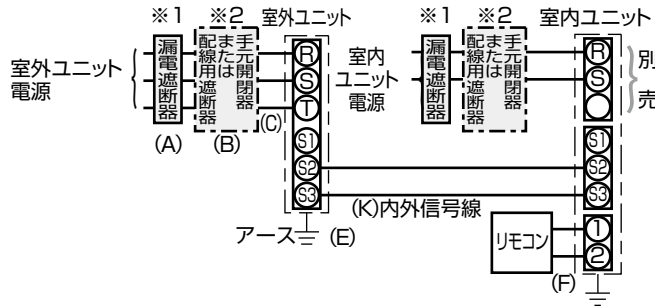 ※1 ※2 室外ユニット
室外ユニット
電源
漏電遮断器
手元開閉器
または
配線用遮断器
R
S
T
S1
S2
S3
(A)
(B)
(C)
アース
(E)
(K)内外信号線
※1 ※2 室内ユニット
室内
ユニット
電源
漏電遮断器
手元開閉器
または
配線用遮断器
R
S
別売
S1
S2
S3
リモコン
1
2
(F)